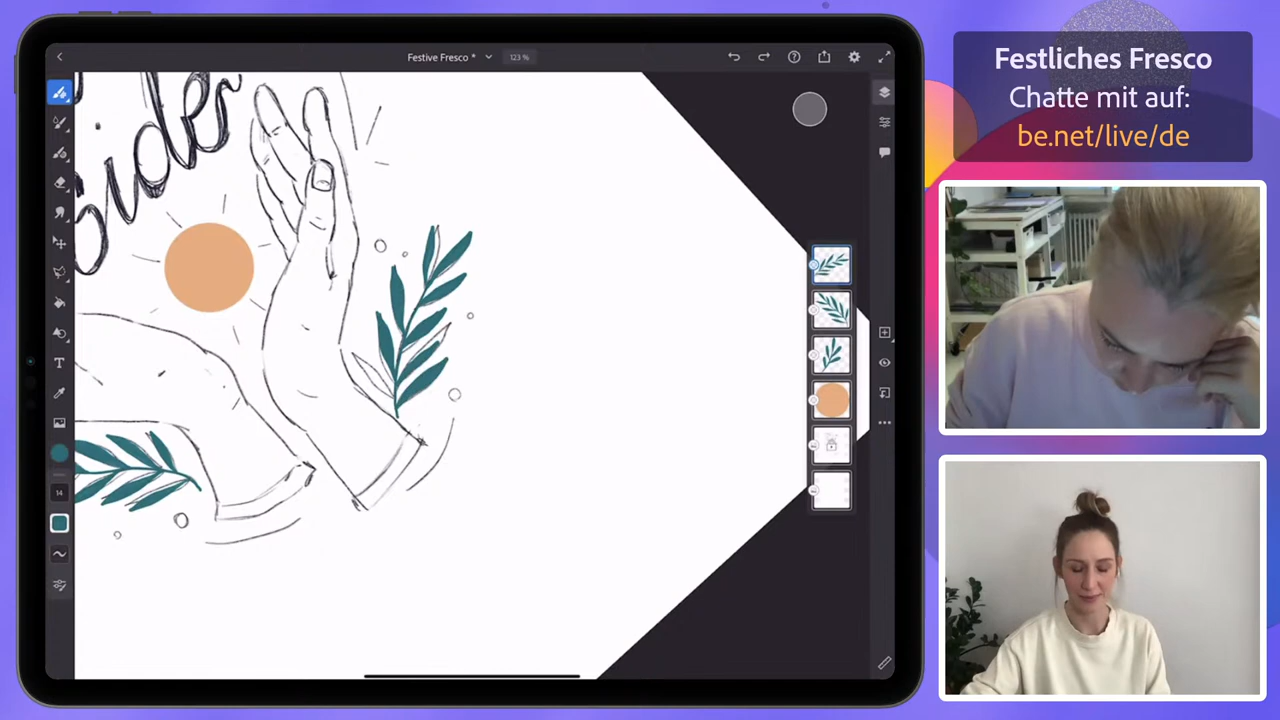 Festive Fresco *
123 %
T
14
Festliches Fresco
Chatte mit auf:
be.net/live/de